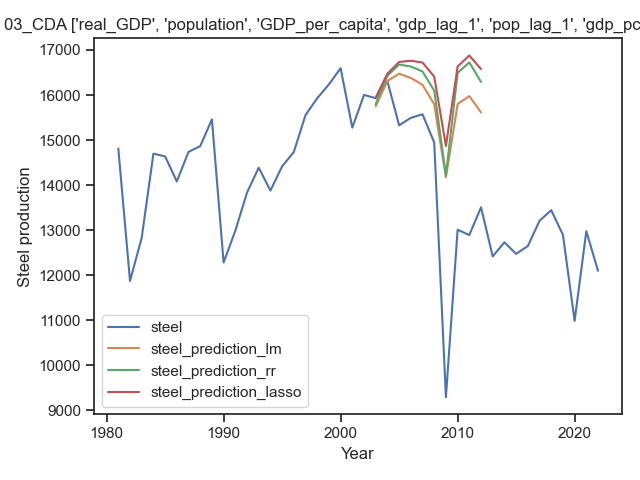 03_CDA ['real_GDP', 'population', 'GDP_per_capita', 'gdp_lag_1', 'pop_lag_1', 'gdp_pc
17000
16000
15000
14000
13000
12000
11000
10000
9000
Steel production
steel
steel_prediction_lm
steel_prediction_rr
steel_prediction_lasso
1980
1990
2000
2010
2020
Year